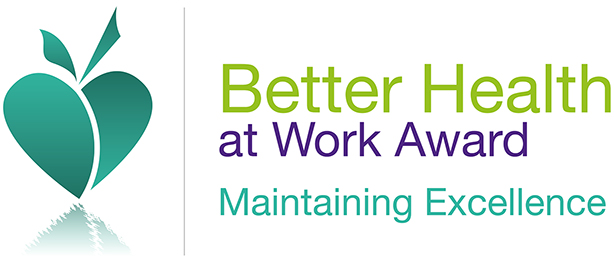 Better Health
at Work Award
Maintaining Excellence